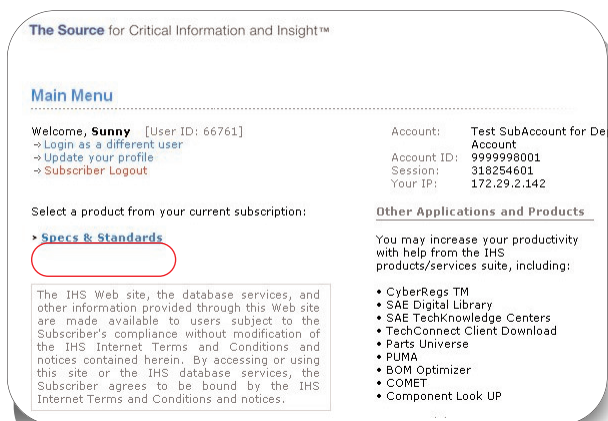 The Source for Critical Information and Insight™
Main Menu
Welcome, Sunny [User ID: 66761]
→ Login as a different user
→ Update your profile
→ Subscriber Logout
Account: Test SubAccount for De
Account
Account ID: 9999998001
Session: 318254601
Your IP: 172.29.2.142
Select a product from your current subscription:
Specs & Standards
The IHS Web site, the database services, and
other information provided through this Web site
are made available to users subject to the
Subscriber's compliance without modification of
the IHS Internet Terms and Conditions and
notices contained herein. By accessing or using
this site or the IHS database services, the
Subscriber agrees to be bound by the IHS
Internet Terms and Conditions and notices.
Other Applications and Products
You may increase your productivity
with help from the IHS
products/services suite, including:
• CyberRegs TM
• SAE Digital Library
• SAE TechKnowledge Centers
• TechConnect Client Download
• Parts Universe
• PUMA
• BOM Optimizer
• COMET
• Component Look UP